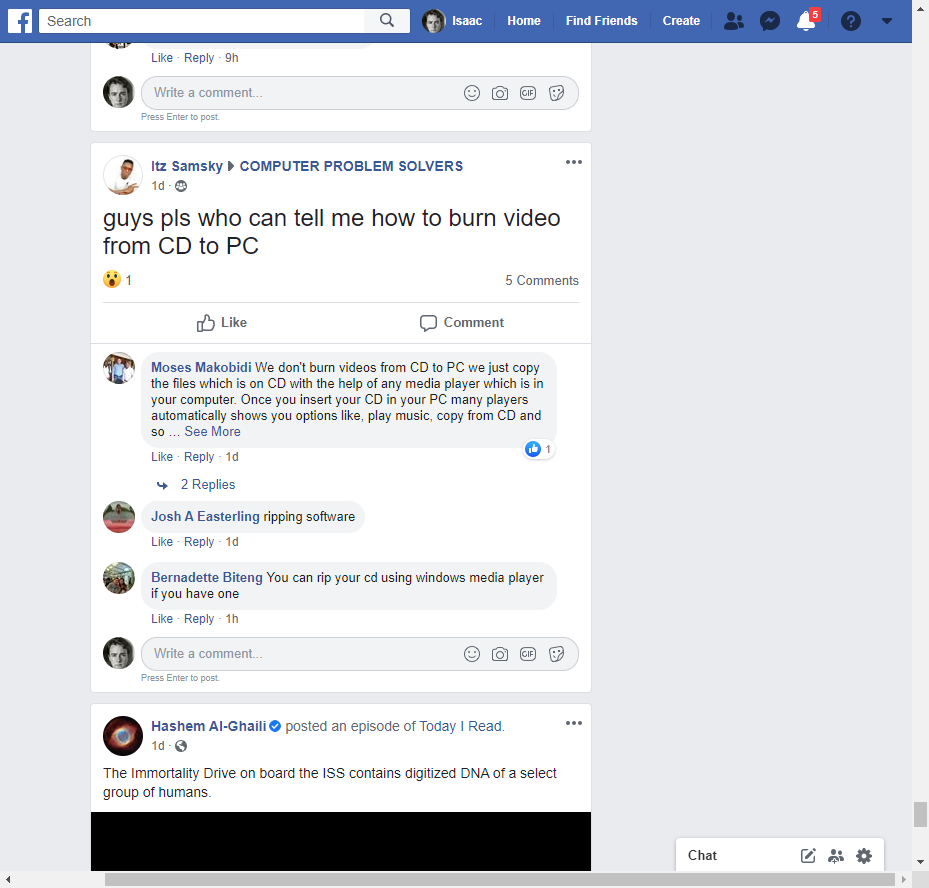 Search
Isaac
Home
Find Friends
Create
5
Like · Reply · 9h
Write a comment...
GIF
Press Enter to post.
Itz Samsky COMPUTER PROBLEM SOLVERS
1d ·
guys pls who can tell me how to burn video
from CD to PC
1
5 Comments
Like
Comment
Moses Makobidi We don't burn videos from CD to PC we just copy
the files which is on CD with the help of any media player which is in
your computer. Once you insert your CD in your PC many players
automatically shows you options like, play music, copy from CD and
so … See More
1
Like · Reply · 1d
2 Replies
Josh A Easterling ripping software
Like · Reply · 1d
Bernadette Biteng You can rip your cd using windows media player
if you have one
Like · Reply · 1h
Write a comment...
GIF
Press Enter to post.
Hashem Al-Ghaili posted an episode of Today I Read.
1d ·
The Immortality Drive on board the ISS contains digitized DNA of a select
group of humans.
Chat